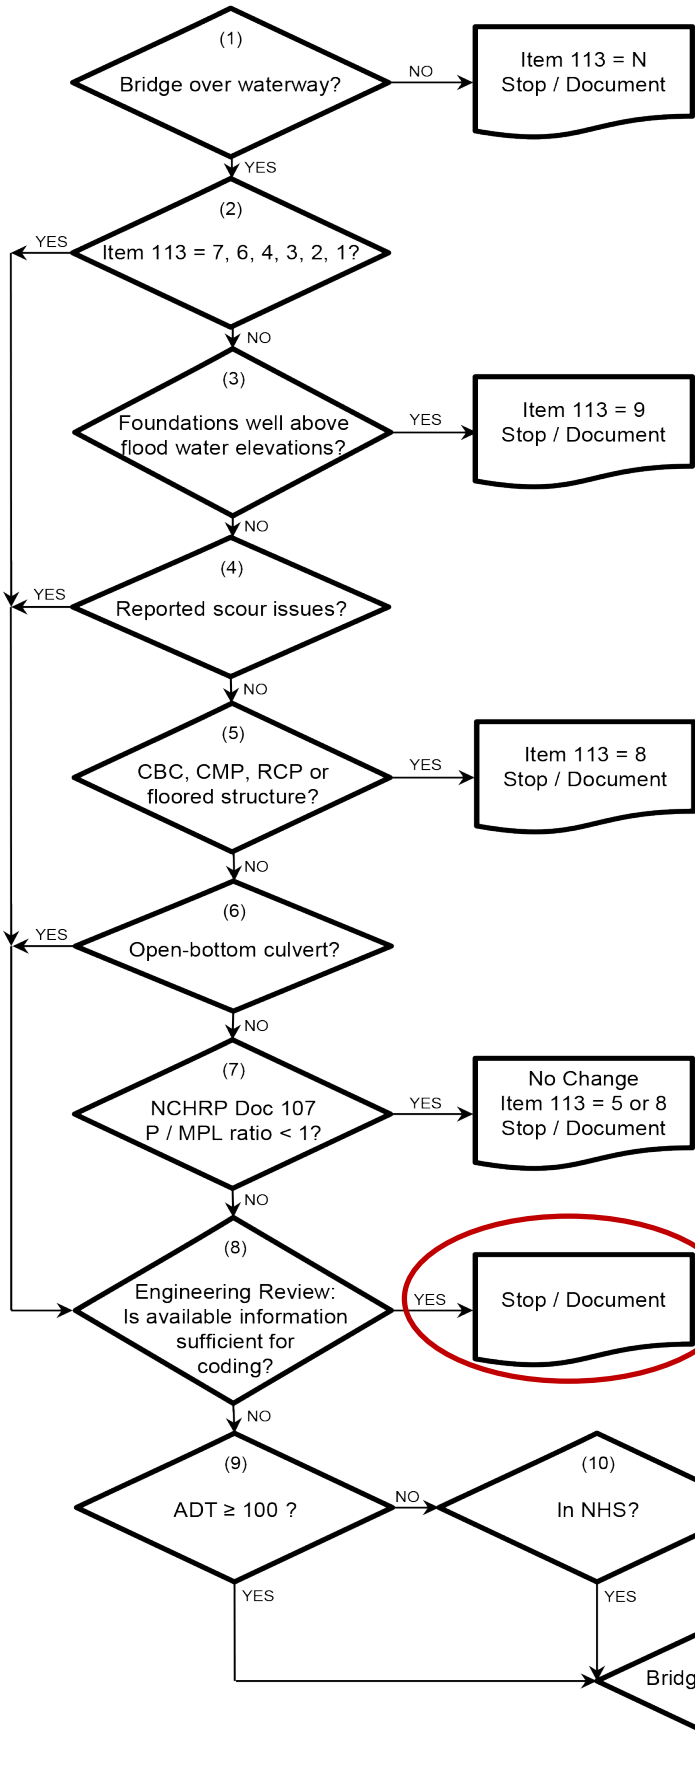 (1)
Bridge over waterway?
NO
Item 113 = N
Stop / Document
YES
(2)
Item 113 = 7, 6, 4, 3, 2, 1?
YES
NO
(3)
Foundations well above
flood water elevations?
YES
Item 113 = 9
Stop / Document
NO
(4)
Reported scour issues?
YES
NO
(5)
CBC, CMP, RCP or
floored structure?
YES
Item 113 = 8
Stop / Document
NO
(6)
Open-bottom culvert?
YES
NO
(7)
NCHRP Doc 107
P / MPL ratio < 1?
YES
No Change
Item 113 = 5 or 8
Stop / Document
NO
(8)
Engineering Review:
Is available information
sufficient for
coding?
YES
Stop / Document
NO
(9)
ADT ≥ 100 ?
NO
(10)
In NHS?
YES
YES
Bridg